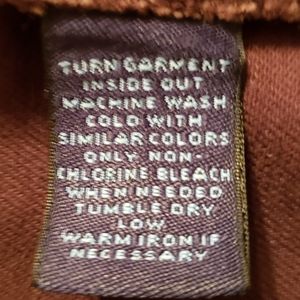 TURN GARMENT
INSIDE OUT
MACHINE WASH
COLD WITH
SIMILAR COLORS
ONLY, NON-
CHLORINE BLEACH
WHEN NEEDED
TUMBLE DRY
LOW
WARM IRON IF
NECESSARY